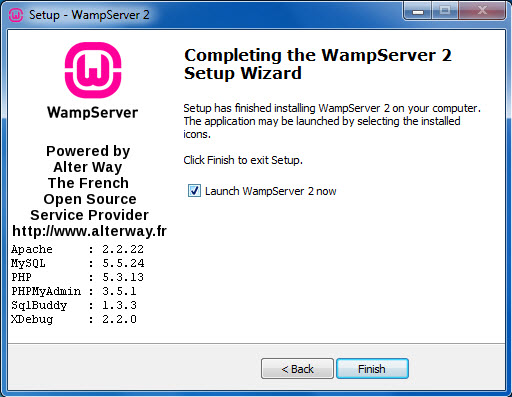 Setup - WampServer 2
WampServer
Powered by
Alter Way
The French
Open Source
Service Provider
http://www.alterway.fr
Apache : 2.2.22
MySQL : 5.5.24
PHP : 5.3.13
PHPMyAdmin : 3.5.1
SqlBuddy : 1.3.3
XDebug : 2.2.0
Completing the WampServer 2
Setup Wizard
Setup has finished installing WampServer 2 on your computer.
The application may be launched by selecting the installed
icons.
Click Finish to exit Setup.
Launch WampServer 2 now
< Back
Finish